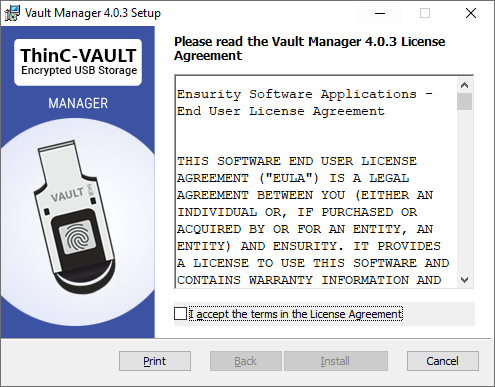 Vault Manager 4.0.3 Setup
ThinC-VAULT
Encrypted USB Storage
MANAGER
VAULT
Please read the Vault Manager 4.0.3 License
Agreement
Ensurity Software Applications -
End User License Agreement
THIS SOFTWARE END USER LICENSE
AGREEMENT ("EULA") IS A LEGAL
AGREEMENT BETWEEN YOU (EITHER AN
INDIVIDUAL OR, IF PURCHASED OR
ACQUIRED BY OR FOR AN ENTITY, AN
ENTITY) AND ENSURITY. IT PROVIDES
A LICENSE TO USE THIS SOFTWARE AND
CONTAINS WARRANTY INFORMATION AND
I accept the terms in the License Agreement
Print
Back
Install
Cancel